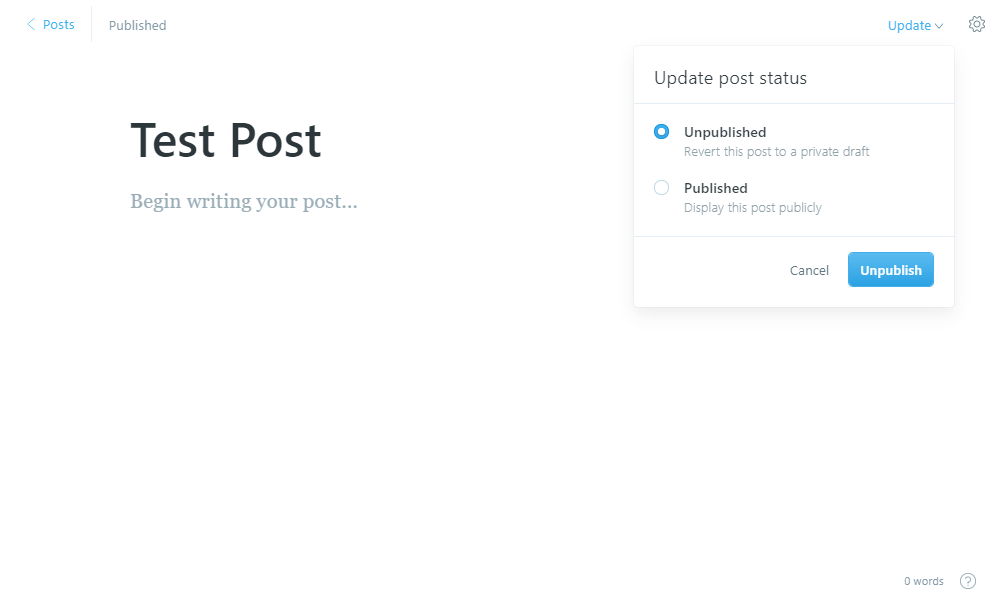 Posts
Published
Update
Update post status
Unpublished
Revert this post to a private draft
Published
Display this post publicly
Cancel
Unpublish
Test Post
Begin writing your post...
0 words
?